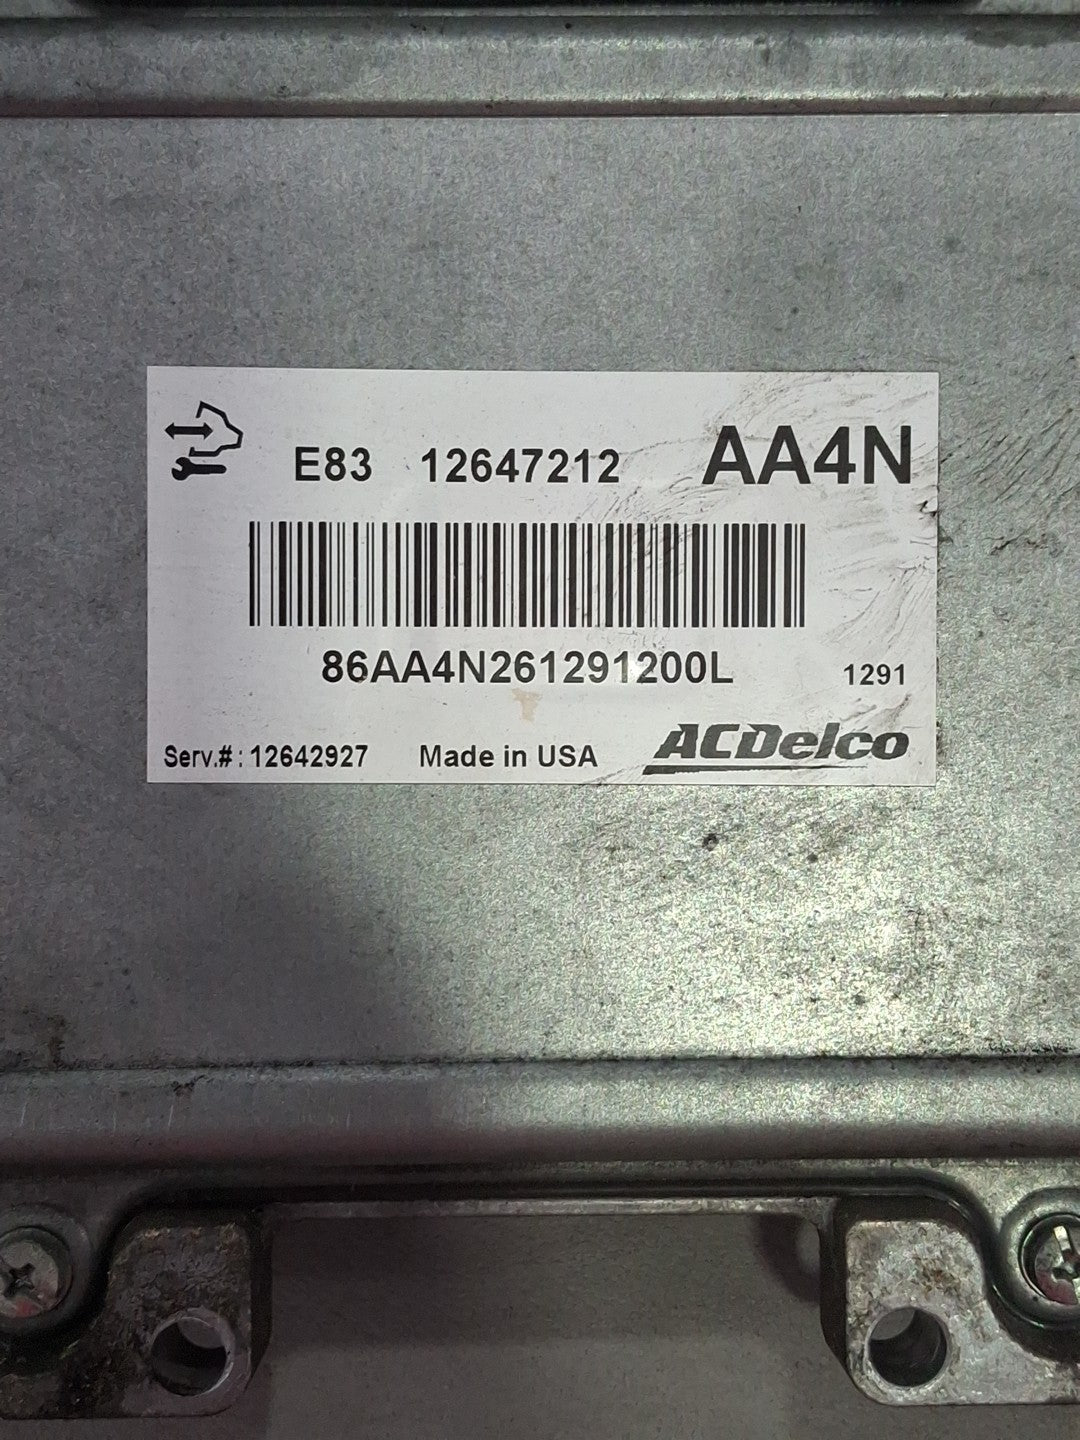 E83 12647212 AA4N
86AA4N261291200L 1291
Serv.#: 12642927 Made in USA ACDelco